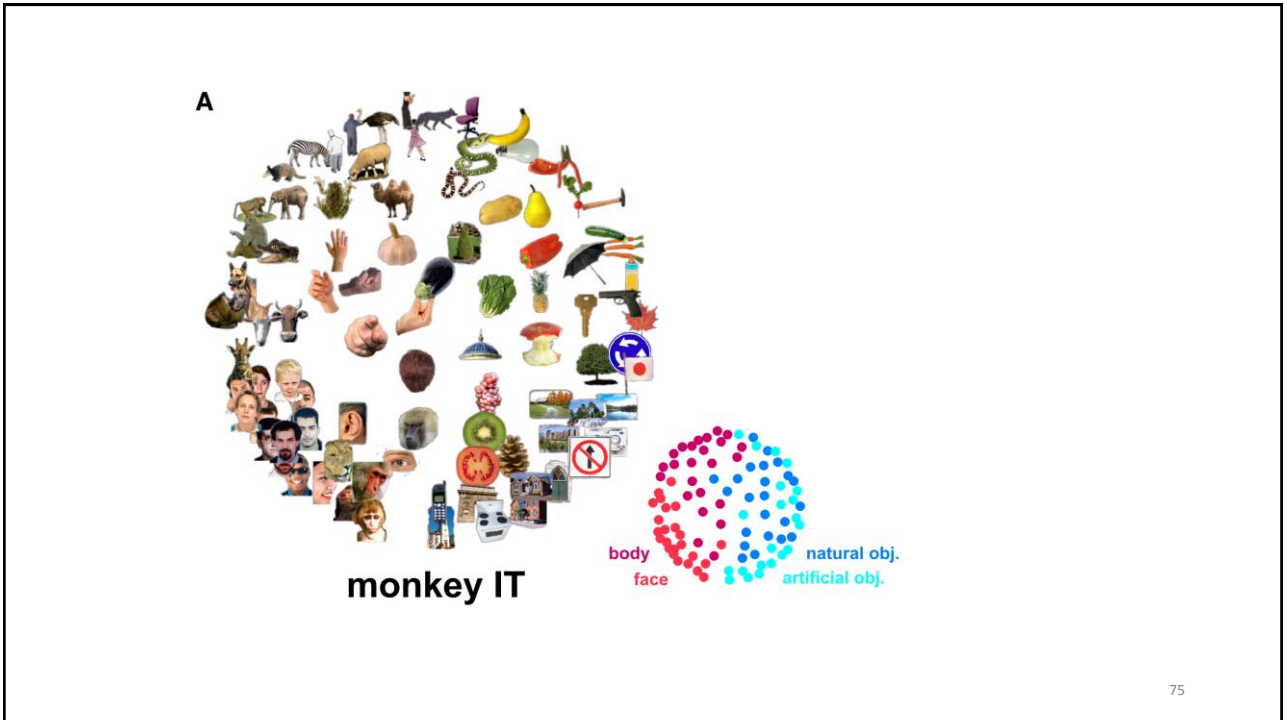 A
body
natural obj.
face
artificial obj.
monkey IT
75